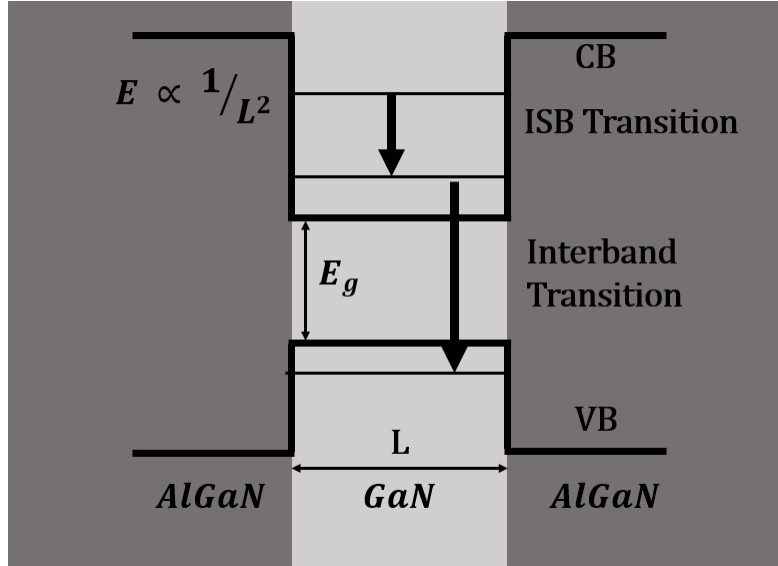 CB
E ∝ 1/L²
ISB Transition
Interband
Transition
E_g
VB
L
AlGaN
GaN
AlGaN